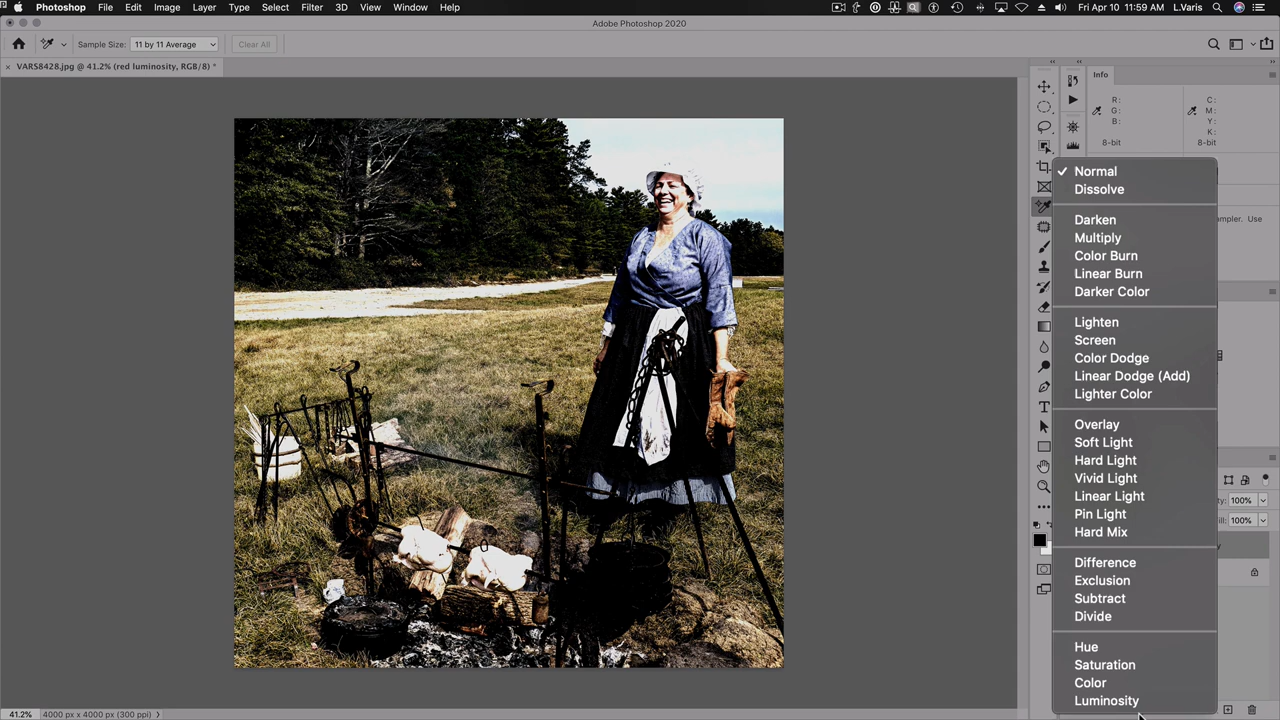 Photoshop File Edit Image Layer Type Select Filter 3D View Window Help Fri Apr 10 11:59 AM L.Varis
Adobe Photoshop 2020
Sample Size: 11 by 11 Average Clear All
× VARS8428.jpg @ 41.2% (red luminosity, RGB/8) *
Info
R: C:
G: M:
B: Y:
K:
8-bit 8-bit
Normal
Dissolve
Darken
mpler. Use
Multiply
Color Burn
Linear Burn
Darker Color
Lighten
Screen
Color Dodge
Linear Dodge (Add)
Lighter Color
Overlay
Soft Light
Hard Light
Vivid Light
Linear Light
ity: 100%
Pin Light
ill: 100%
Hard Mix
y
Difference
Exclusion
Subtract
Divide
Hue
Saturation
Color
Luminosity
41.2% 4000 px x 4000 px (300 ppi)